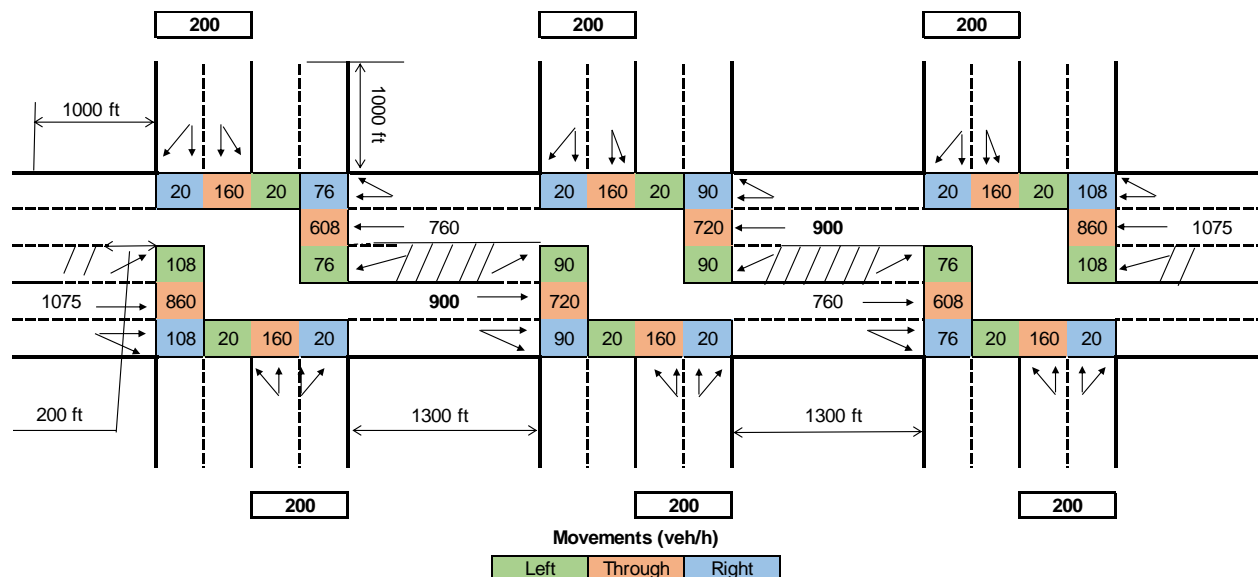 200 200 200
1000 ft
1000 ft
20 160 20 76 20 160 20 90 20 160 20 108
608 760 720 900 860 1075
108 76 90 90 76 108
1075 860 900 720 760 608
108 20 160 20 90 20 160 20 76 20 160 20
200 ft 1300 ft 1300 ft
200 200 200
Movements (veh/h)
Left Through Right